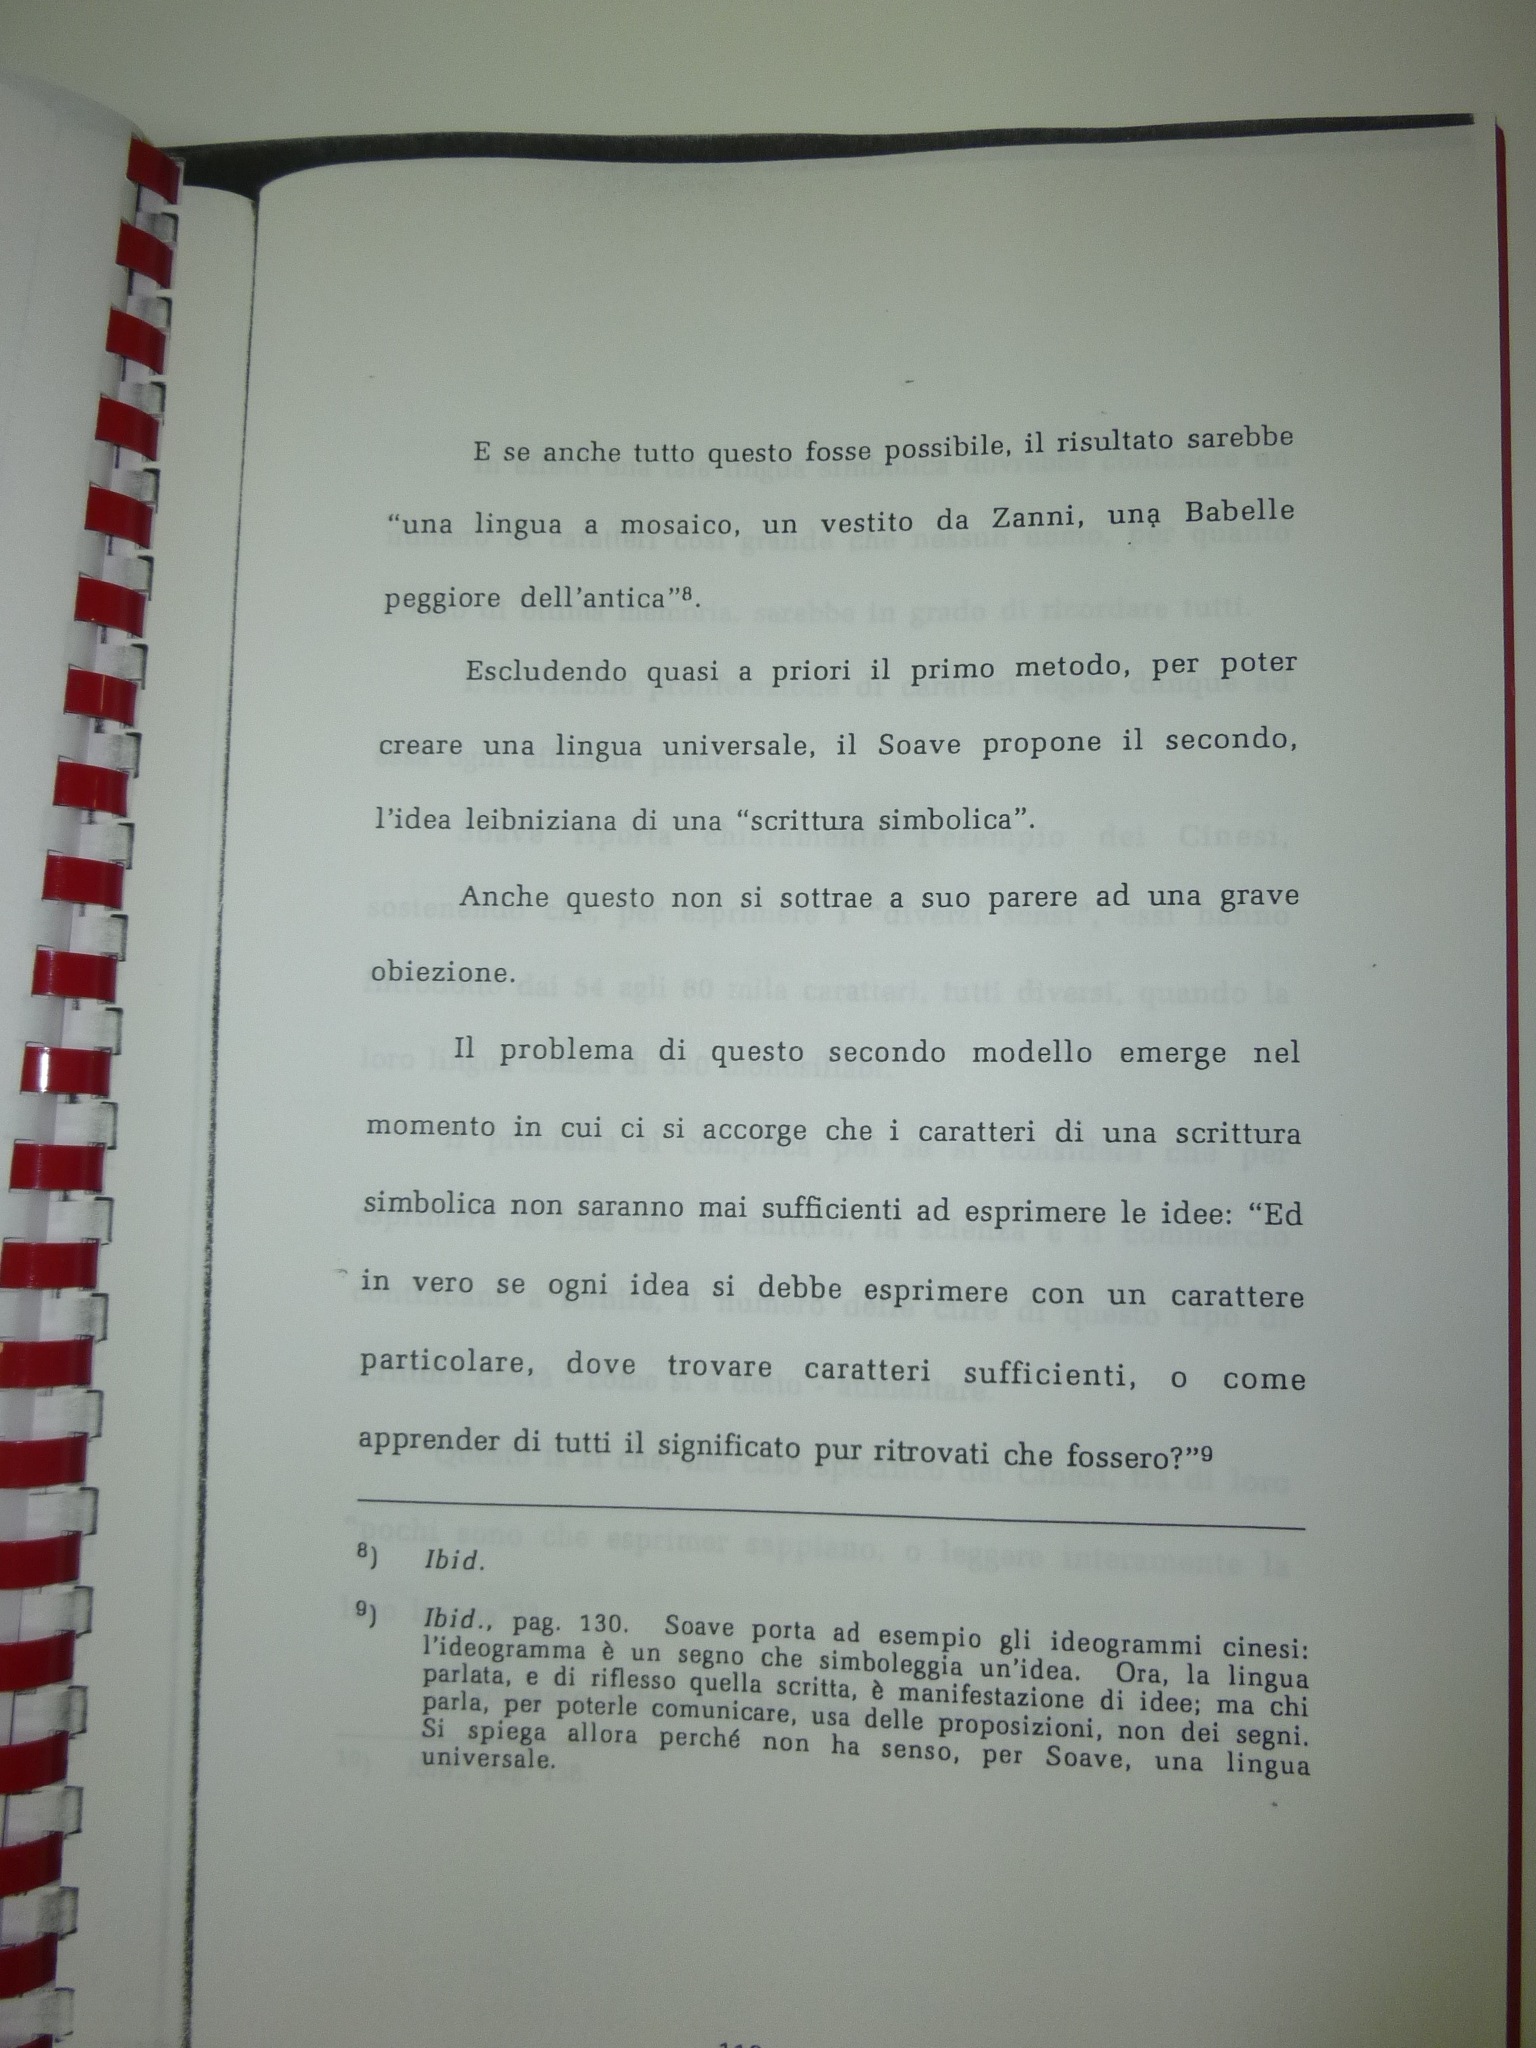 E se anche tutto questo fosse possibile, il risultato sarebbe
“una lingua a mosaico, un vestito da Zanni, una Babelle
peggiore dell’antica”⁸.
Escludendo quasi a priori il primo metodo, per poter
creare una lingua universale, il Soave propone il secondo,
l’idea leibniziana di una “scrittura simbolica”.
Anche questo non si sottrae a suo parere ad una grave
obiezione.
Il problema di questo secondo modello emerge nel
momento in cui ci si accorge che i caratteri di una scrittura
simbolica non saranno mai sufficienti ad esprimere le idee: “Ed
in vero se ogni idea si debbe esprimere con un carattere
particolare, dove trovare caratteri sufficienti, o come
apprender di tutti il significato pur ritrovati che fossero?”⁹
8) Ibid.
9) Ibid., pag. 130. Soave porta ad esempio gli ideogrammi cinesi:
l’ideogramma è un segno che simboleggia un’idea. Ora, la lingua
parlata, e di riflesso quella scritta, è manifestazione di idee; ma chi
parla, per poterle comunicare, usa delle proposizioni, non dei segni.
Si spiega allora perché non ha senso, per Soave, una lingua
universale.